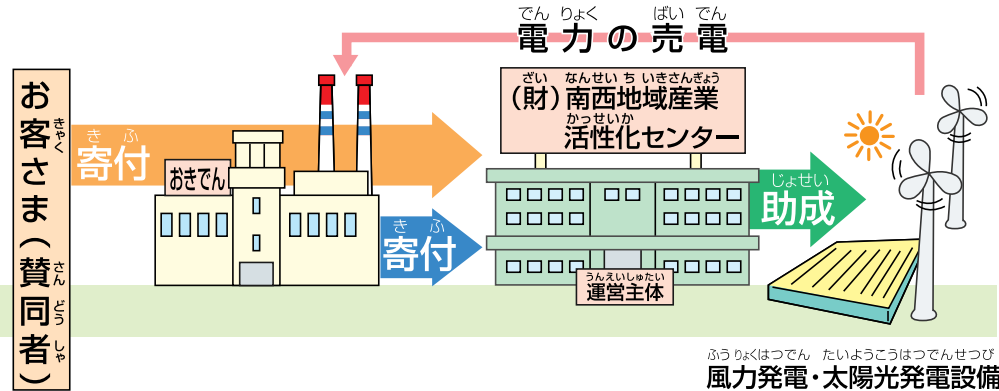 でん りょく ばい でん
電力の売電
お客さま（賛同者）
きゃく さん どう しゃ
き ふ
寄付
おきでん
き ふ
寄付
ざい なんせい ち いきさんぎょう
（財）南西地域産業
かっせいか
活性化センター
うんえいしゅたい
運営主体
じょせい
助成
ふう りょくはつでん たいようこうはつでんせつび
風力発電・太陽光発電設備